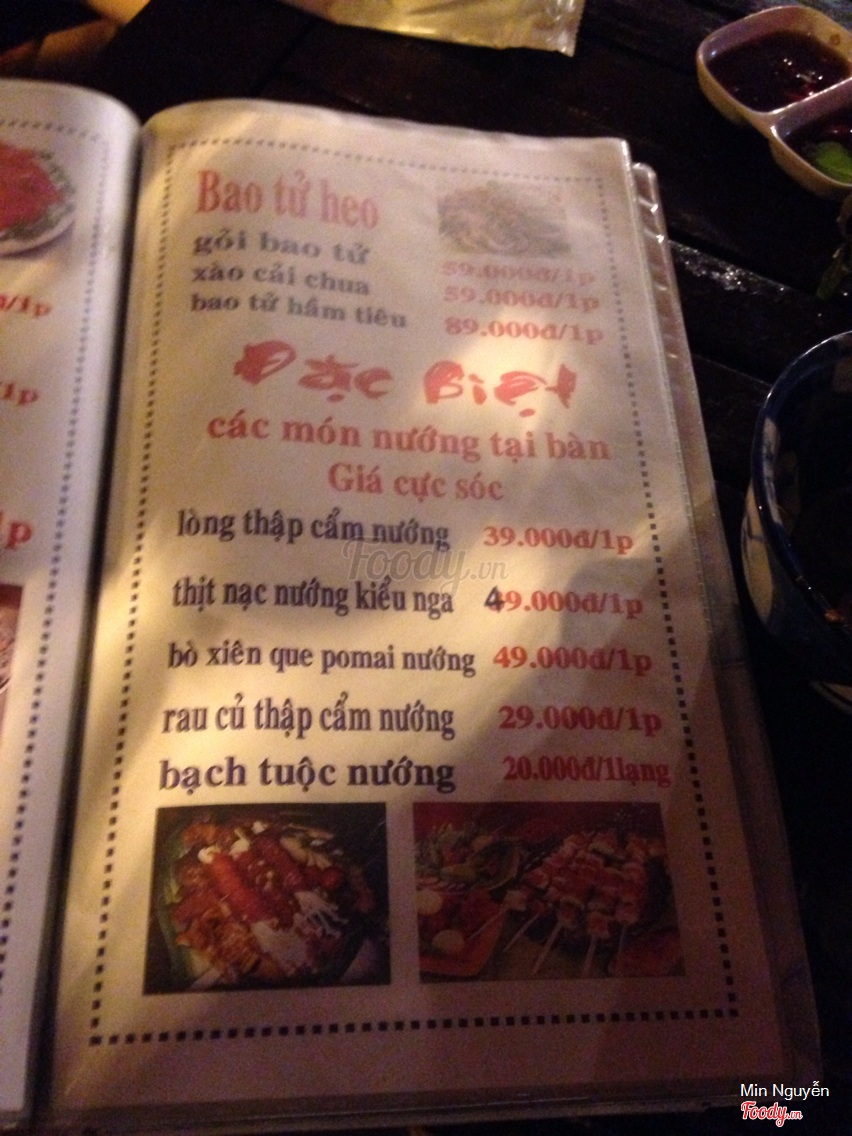 Bao tử heo
gỏi bao tử 59.000đ/1p
xào cải chua 59.000đ/1p
bao tử hầm tiêu 89.000đ/1p
Đặc Biệt
các món nướng tại bàn
Giá cực sóc
lòng thập cẩm nướng 39.000đ/1p
Foody.vn
thịt nạc nướng kiểu nga 49.000đ/1p
bò xiên que pomai nướng 49.000đ/1p
rau củ thập cẩm nướng 29.000đ/1p
bạch tuộc nướng 20.000đ/1lạng
Min Nguyễn
Foody.vn